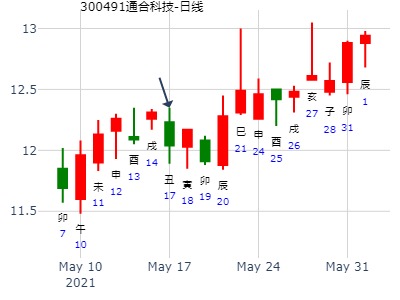 300491通合科技-日线
13
12.5
12
11.5
卯
7
午
10
未
11
申
12
酉
13
戌
14
丑
17
寅
18
卯
19
辰
20
巳
21
申
24
酉
25
戌
26
亥
27
子
28
卯
31
辰
1
May 10
2021
May 17
May 24
May 31